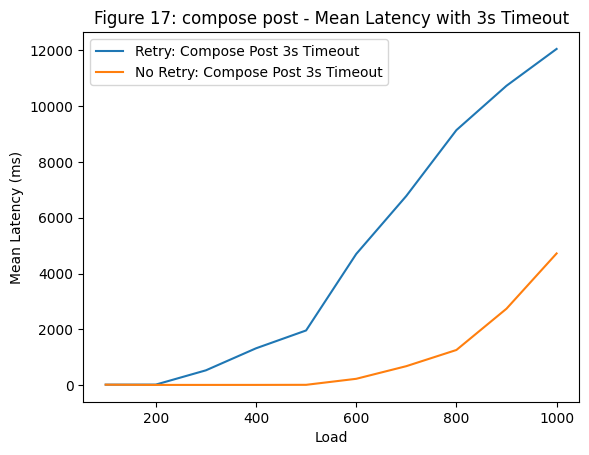 Figure 17: compose post - Mean Latency with 3s Timeout
Retry: Compose Post 3s Timeout
No Retry: Compose Post 3s Timeout
Mean Latency (ms)
12000
10000
8000
6000
4000
2000
0
200 400 600 800 1000
Load